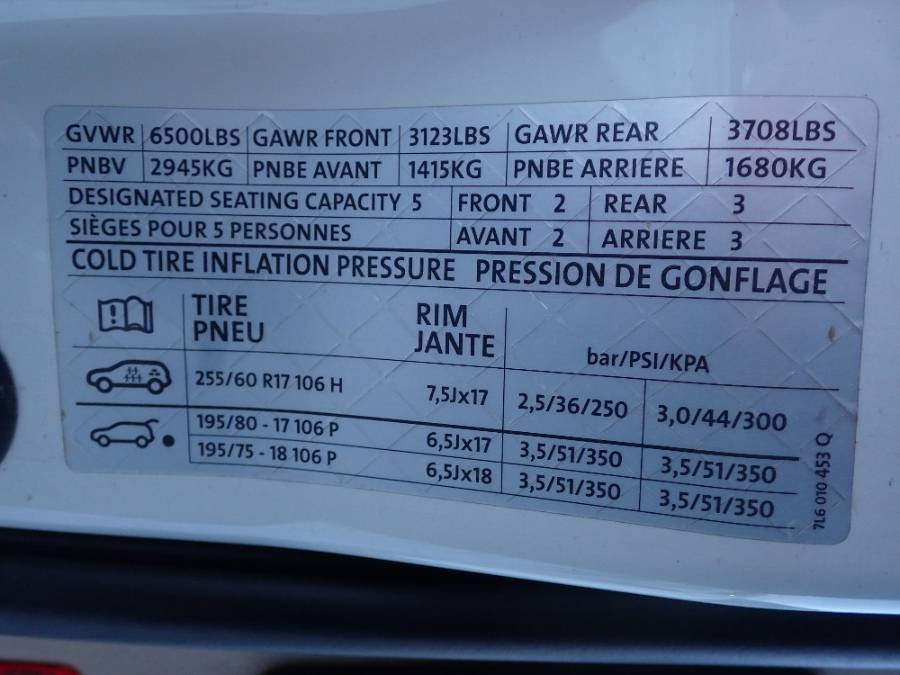 GVWR 6500LBS GAWR FRONT 3123LBS GAWR REAR 3708LBS
PNBV 2945KG PNBE AVANT 1415KG PNBE ARRIERE 1680KG
DESIGNATED SEATING CAPACITY 5 FRONT 2 REAR 3
SIÈGES POUR 5 PERSONNES AVANT 2 ARRIERE 3
COLD TIRE INFLATION PRESSURE PRESSION DE GONFLAGE
TIRE RIM
PNEU JANTE bar/PSI/KPA
255/60 R17 106 H 7,5Jx17 2,5/36/250 3,0/44/300
195/80 - 17 106 P 6,5Jx17 3,5/51/350 3,5/51/350
195/75 - 18 106 P 6,5Jx18 3,5/51/350 3,5/51/350
7L6 010 453 Q